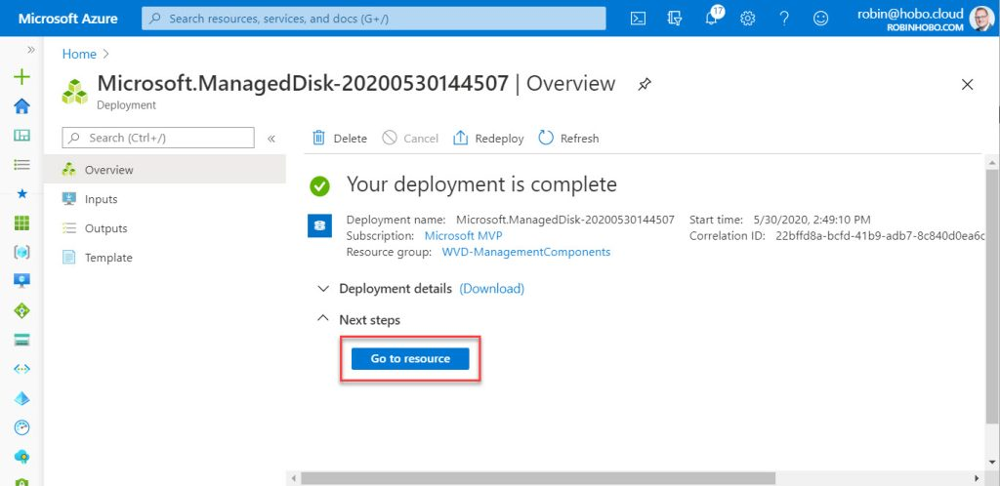 Microsoft Azure
Search resources, services, and docs (G+/)
17
robin@hobo.cloud
ROBINHOBO.COM
»
Home >
Microsoft.ManagedDisk-20200530144507 | Overview
Deployment
Search (Ctrl+/)
«
Delete
Cancel
Redeploy
Refresh
Overview
Inputs
Outputs
Template
Your deployment is complete
Deployment name: Microsoft.ManagedDisk-20200530144507
Start time: 5/30/2020, 2:49:10 PM
Subscription: Microsoft MVP
Correlation ID: 22bffd8a-bcfd-41b9-adb7-8c840d0ea6c
Resource group: WVD-ManagementComponents
Deployment details (Download)
Next steps
Go to resource